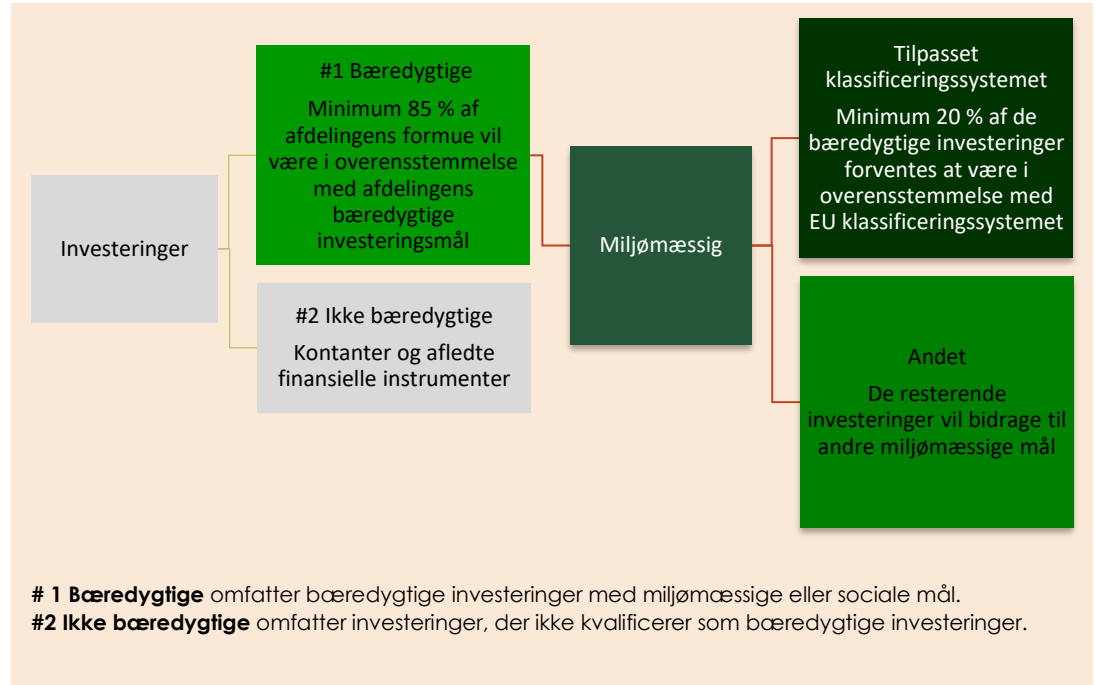 Investeringer
#1 Bæredygtige
Minimum 85 % af
afdelingens formue vil
være i overensstemmelse
med afdelingens
bæredygtige
investeringsmål
#2 Ikke bæredygtige
Kontanter og afledte
finansielle instrumenter
Miljømæssig
Tilpasset
klassificeringssystemet
Minimum 20 % af de
bæredygtige investeringer
forventes at være i
overensstemmelse med
EU klassificeringssystemet
Andet
De resterende
investeringer vil bidrage til
andre miljømæssige mål
# 1 Bæredygtige omfatter bæredygtige investeringer med miljømæssige eller sociale mål.
#2 Ikke bæredygtige omfatter investeringer, der ikke kvalificerer som bæredygtige investeringer.